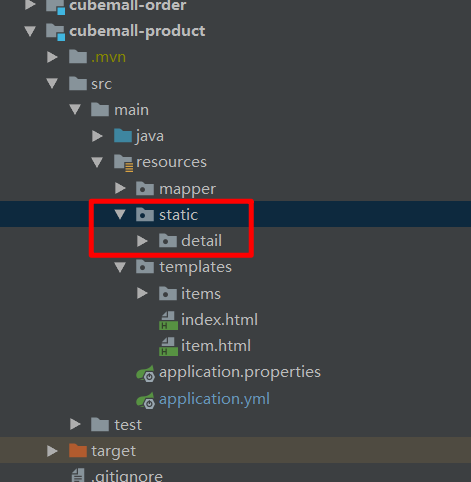 cubemall-order
cubemall-product
.mvn
src
main
java
resources
mapper
static
detail
templates
items
index.html
item.html
application.properties
application.yml
test
target
.gitignore